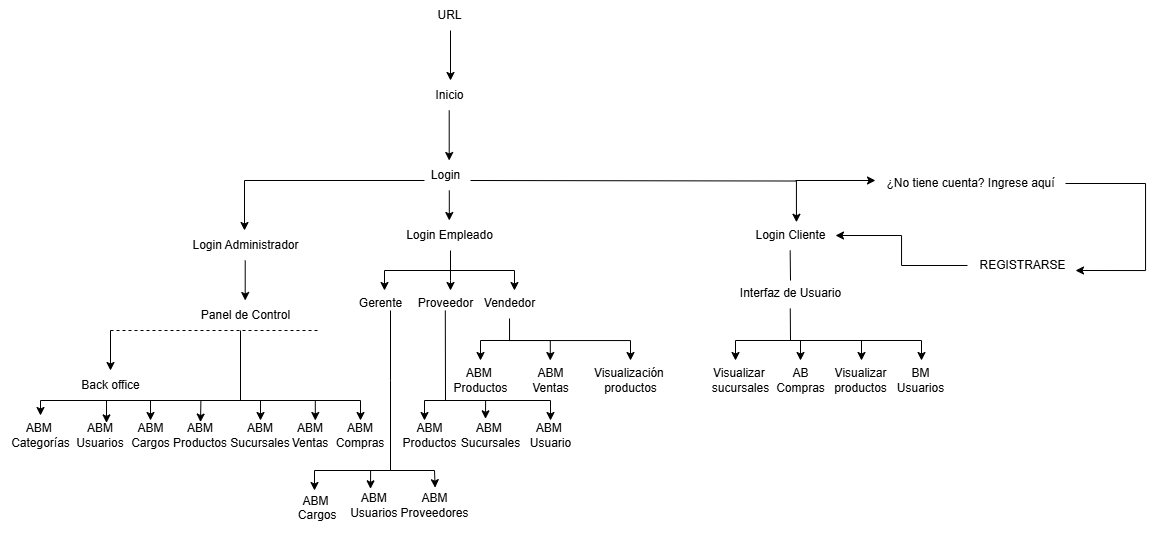 URL
Inicio
Login
¿No tiene cuenta? Ingrese aquí
Login Administrador
Login Empleado
Login Cliente
REGISTRARSE
Panel de Control
Gerente
Proveedor
Vendedor
Interfaz de Usuario
Back office
ABM
Productos
ABM
Ventas
Visualización
productos
Visualizar
sucursales
AB
Compras
Visualizar
productos
BM
Usuarios
ABM
Categorías
ABM
Usuarios
ABM
Cargos
ABM
Productos
ABM
Sucursales
ABM
Ventas
ABM
Compras
ABM
Productos
ABM
Sucursales
ABM
Usuario
ABM
Cargos
ABM
Usuarios
ABM
Proveedores